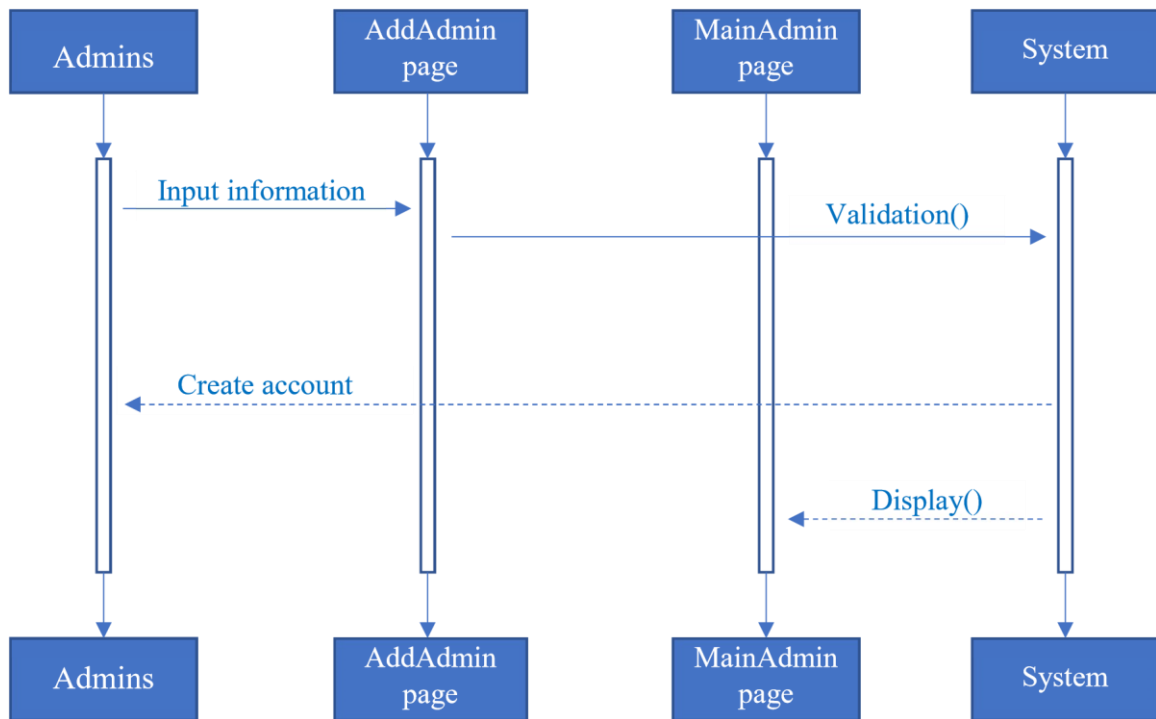 Admins
AddAdmin
page
MainAdmin
page
System
Input information
Validation()
Create account
Display()
Admins
AddAdmin
page
MainAdmin
page
System